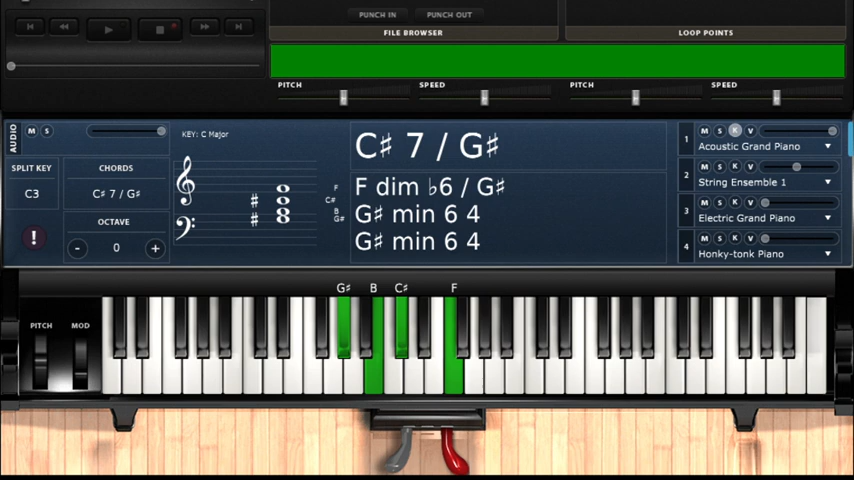 PUNCH IN PUNCH OUT
FILE BROWSER LOOP POINTS
PITCH SPEED PITCH SPEED
AUDIO
M S
KEY: C Major
C♯ 7 / G♯
F dim ♭6 / G♯
G♯ min 6 4
G♯ min 6 4
SPLIT KEY
C3
CHORDS
C♯ 7 / G♯
OCTAVE
- 0 +
!
F
C♯
B
G♯
1 M S K V
Acoustic Grand Piano
2 M S K V
String Ensemble 1
3 M S K V
Electric Grand Piano
4 M S K V
Honky-tonk Piano
G♯ B C♯ F
PITCH MOD